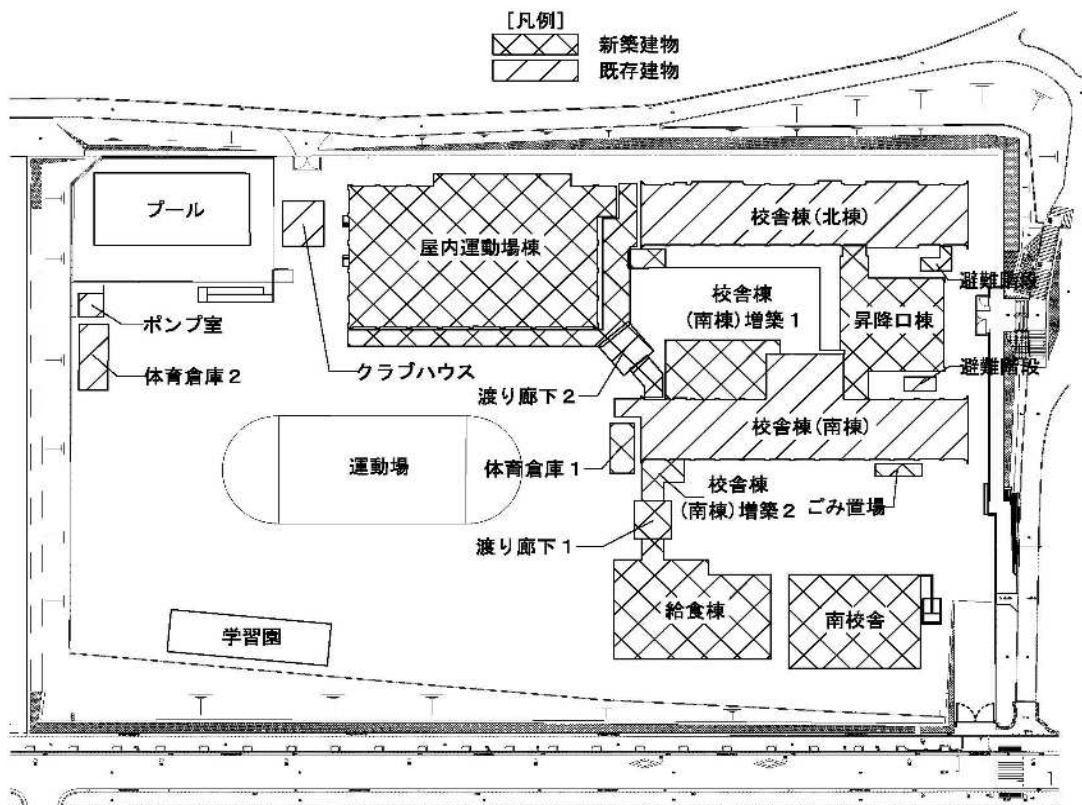 [凡例]
新築建物
既存建物
プール
屋内運動場棟
校舎棟(北棟)
避難階段
校舎棟
(南棟)増築1
昇降口棟
ポンプ室
体育倉庫2
クラブハウス
渡り廊下2
避難階段
校舎棟(南棟)
運動場
体育倉庫1
校舎棟
(南棟)増築2
ごみ置場
渡り廊下1
給食棟
南校舎
学習園